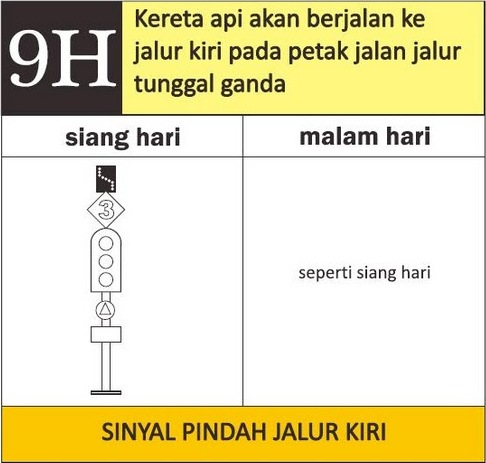 9H
Kereta api akan berjalan ke
jalur kiri pada petak jalan jalur
tunggal ganda
siang hari
malam hari
3
seperti siang hari
SINYAL PINDAH JALUR KIRI